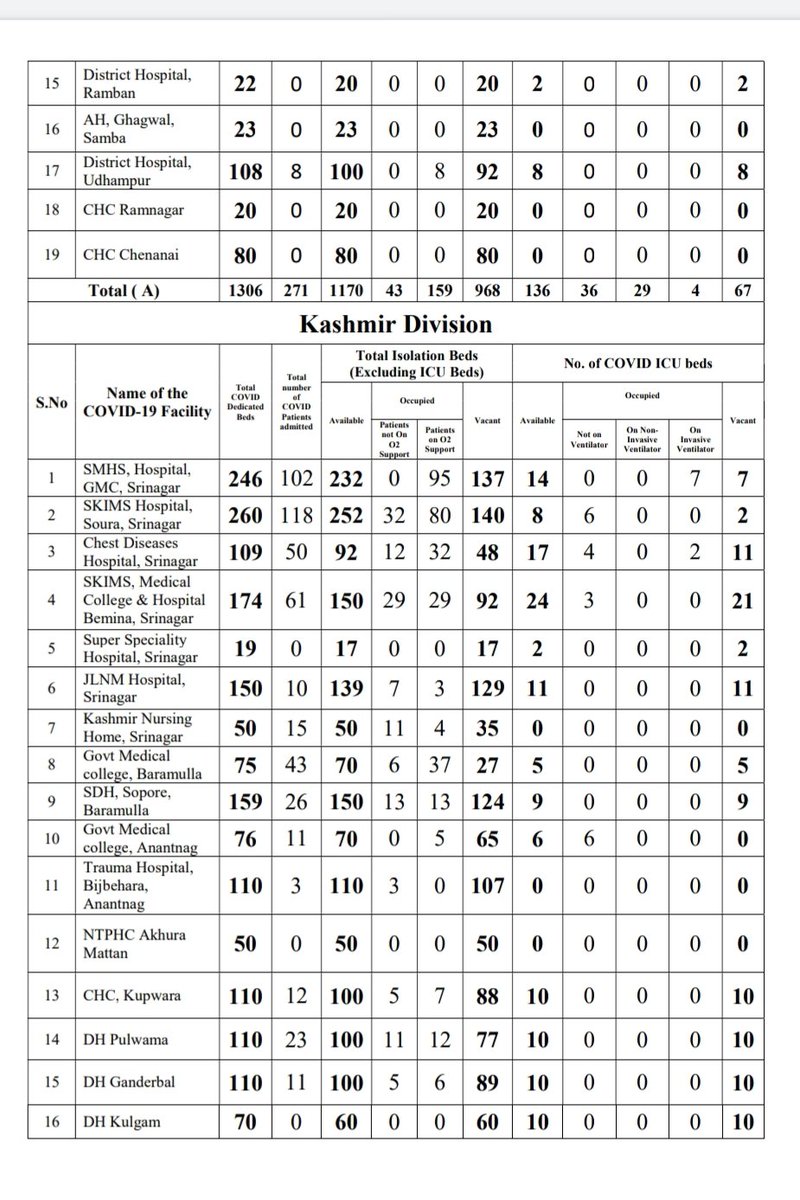 15 District Hospital, Ramban 22 0 20 0 0 20 2 0 0 0 2
16 AH, Ghagwal, Samba 23 0 23 0 0 23 0 0 0 0 0
17 District Hospital, Udhampur 108 8 100 0 8 92 8 0 0 0 8
18 CHC Ramnagar 20 0 20 0 0 20 0 0 0 0 0
19 CHC Chenanai 80 0 80 0 0 80 0 0 0 0 0
Total ( A) 1306 271 1170 43 159 968 136 36 29 4 67
Kashmir Division
S.No Name of the COVID-19 Facility Total COVID Dedicated Beds Total number of COVID Patients admitted Total Isolation Beds (Excluding ICU Beds) No. of COVID ICU beds
Available Occupied Vacant Available Occupied Vacant
Patients not On O2 Support Patients on O2 Support Not on Ventilator On Non-Invasive Ventilator On Invasive Ventilator
1 SMHS, Hospital, GMC, Srinagar 246 102 232 0 95 137 14 0 0 7 7
2 SKIMS Hospital, Soura, Srinagar 260 118 252 32 80 140 8 6 0 0 2
3 Chest Diseases Hospital, Srinagar 109 50 92 12 32 48 17 4 0 2 11
4 SKIMS, Medical College & Hospital Bemina, Srinagar 174 61 150 29 29 92 24 3 0 0 21
5 Super Speciality Hospital, Srinagar 19 0 17 0 0 17 2 0 0 0 2
6 JLNM Hospital, Srinagar 150 10 139 7 3 129 11 0 0 0 11
7 Kashmir Nursing Home, Srinagar 50 15 50 11 4 35 0 0 0 0 0
8 Govt Medical college, Baramulla 75 43 70 6 37 27 5 0 0 0 5
9 SDH, Sopore, Baramulla 159 26 150 13 13 124 9 0 0 0 9
10 Govt Medical college, Anantnag 76 11 70 0 5 65 6 6 0 0 0
11 Trauma Hospital, Bijbehara, Anantnag 110 3 110 3 0 107 0 0 0 0 0
12 NTPHC Akhura Mattan 50 0 50 0 0 50 0 0 0 0 0
13 CHC, Kupwara 110 12 100 5 7 88 10 0 0 0 10
14 DH Pulwama 110 23 100 11 12 77 10 0 0 0 10
15 DH Ganderbal 110 11 100 5 6 89 10 0 0 0 10
16 DH Kulgam 70 0 60 0 0 60 10 0 0 0 10